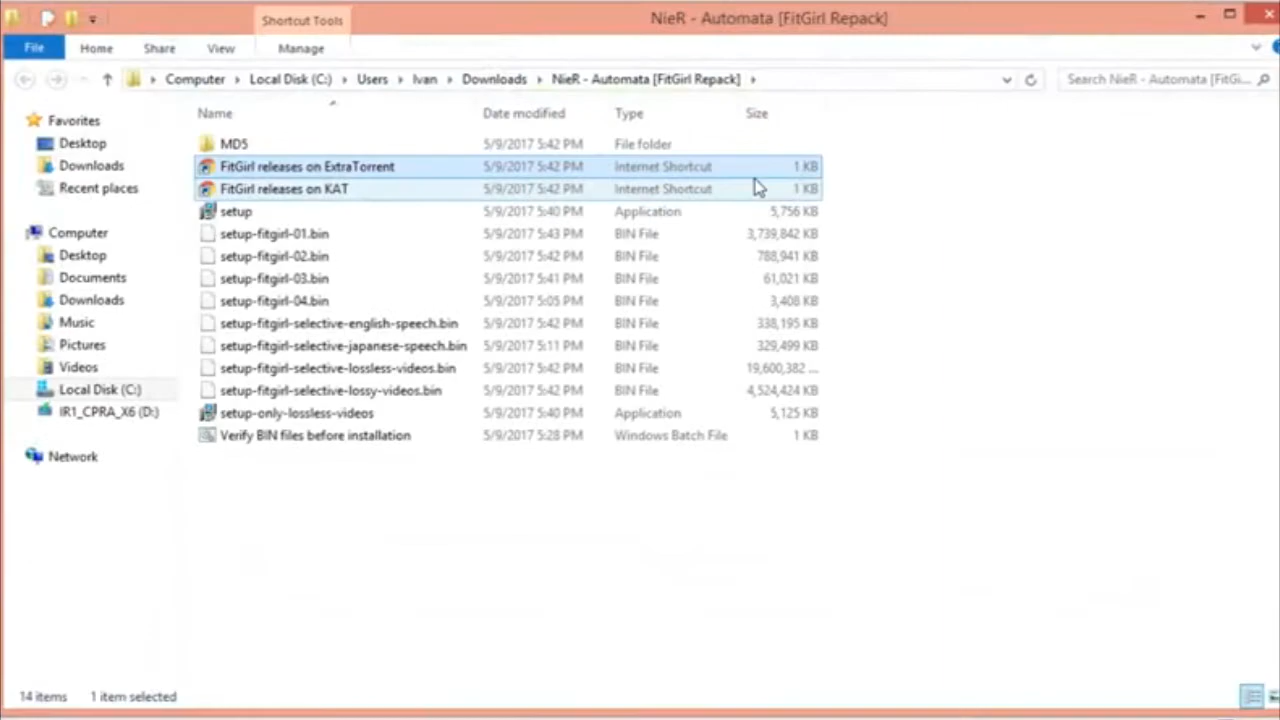 Shortcut Tools
NieR - Automata [FitGirl Repack]
File Home Share View Manage
Computer Local Disk (C:) Users Ivan Downloads NieR - Automata [FitGirl Repack]
Search NieR - Automata [FitGi...
Name Date modified Type Size
Favorites
Desktop
Downloads
Recent places
Computer
Desktop
Documents
Downloads
Music
Pictures
Videos
Local Disk (C:)
IR1_CPRA_X6 (D:)
Network
MD5 5/9/2017 5:42 PM File folder
FitGirl releases on ExtraTorrent 5/9/2017 5:42 PM Internet Shortcut 1 KB
FitGirl releases on KAT 5/9/2017 5:42 PM Internet Shortcut 1 KB
setup 5/9/2017 5:40 PM Application 5,756 KB
setup-fitgirl-01.bin 5/9/2017 5:43 PM BIN File 3,739,842 KB
setup-fitgirl-02.bin 5/9/2017 5:42 PM BIN File 788,941 KB
setup-fitgirl-03.bin 5/9/2017 5:41 PM BIN File 61,021 KB
setup-fitgirl-04.bin 5/9/2017 5:05 PM BIN File 3,408 KB
setup-fitgirl-selective-english-speech.bin 5/9/2017 5:42 PM BIN File 338,195 KB
setup-fitgirl-selective-japanese-speech.bin 5/9/2017 5:11 PM BIN File 329,499 KB
setup-fitgirl-selective-lossless-videos.bin 5/9/2017 5:42 PM BIN File 19,600,382 ...
setup-fitgirl-selective-lossy-videos.bin 5/9/2017 5:42 PM BIN File 4,524,424 KB
setup-only-lossless-videos 5/9/2017 5:40 PM Application 5,125 KB
Verify BIN files before installation 5/9/2017 5:28 PM Windows Batch File 1 KB
14 items 1 item selected